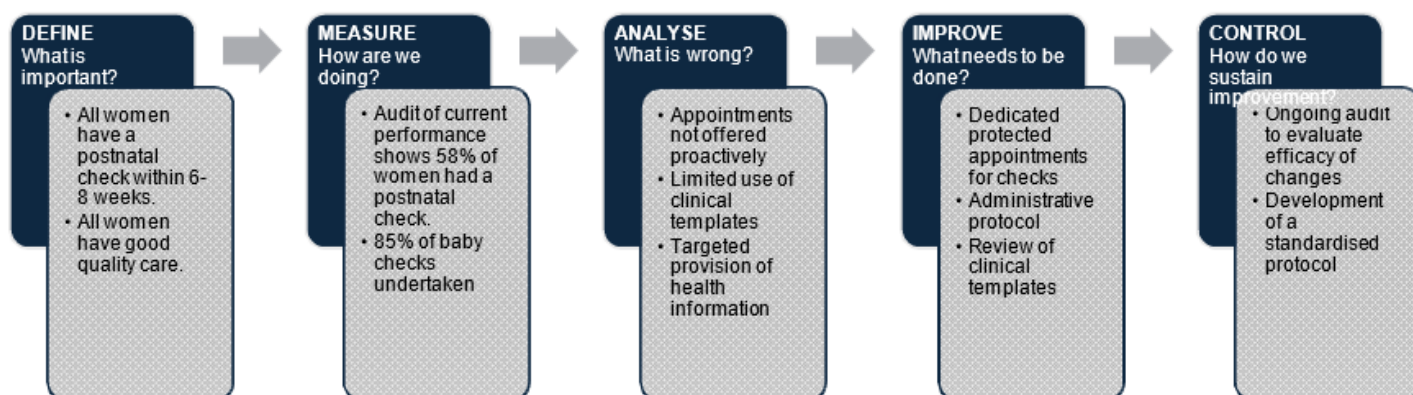 DEFINE
What is
important?
• All women
have a
postnatal
check within 6-
8 weeks.
• All women
have good
quality care.
MEASURE
How are we
doing?
• Audit of current
performance
shows 58% of
women had a
postnatal
check.
• 85% of baby
checks
undertaken
ANALYSE
What is wrong?
• Appointments
not offered
proactively
• Limited use of
clinical
templates
• Targeted
provision of
health
information
IMPROVE
What needs to be
done?
• Dedicated
protected
appointments
for checks
• Administrative
protocol
• Review of
clinical
templates
CONTROL
How do we
sustain
improvement?
• Ongoing audit
to evaluate
efficacy of
changes
• Development
of a
standardised
protocol